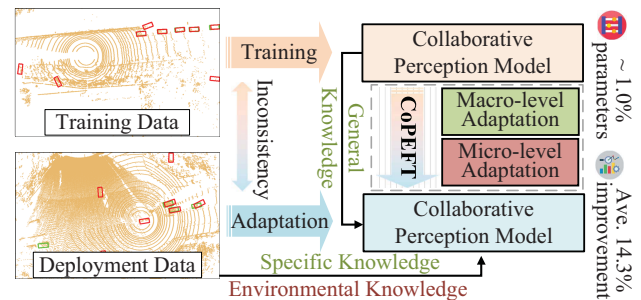 Training Data
Deployment Data
Training
Inconsistency
Adaptation
General
Knowledge
Collaborative
Perception Model
CoPEFT
Macro-level
Adaptation
Micro-level
Adaptation
Collaborative
Perception Model
Specific Knowledge
Environmental Knowledge
~ 1.0%
parameters
Ave. 14.3%
improvement